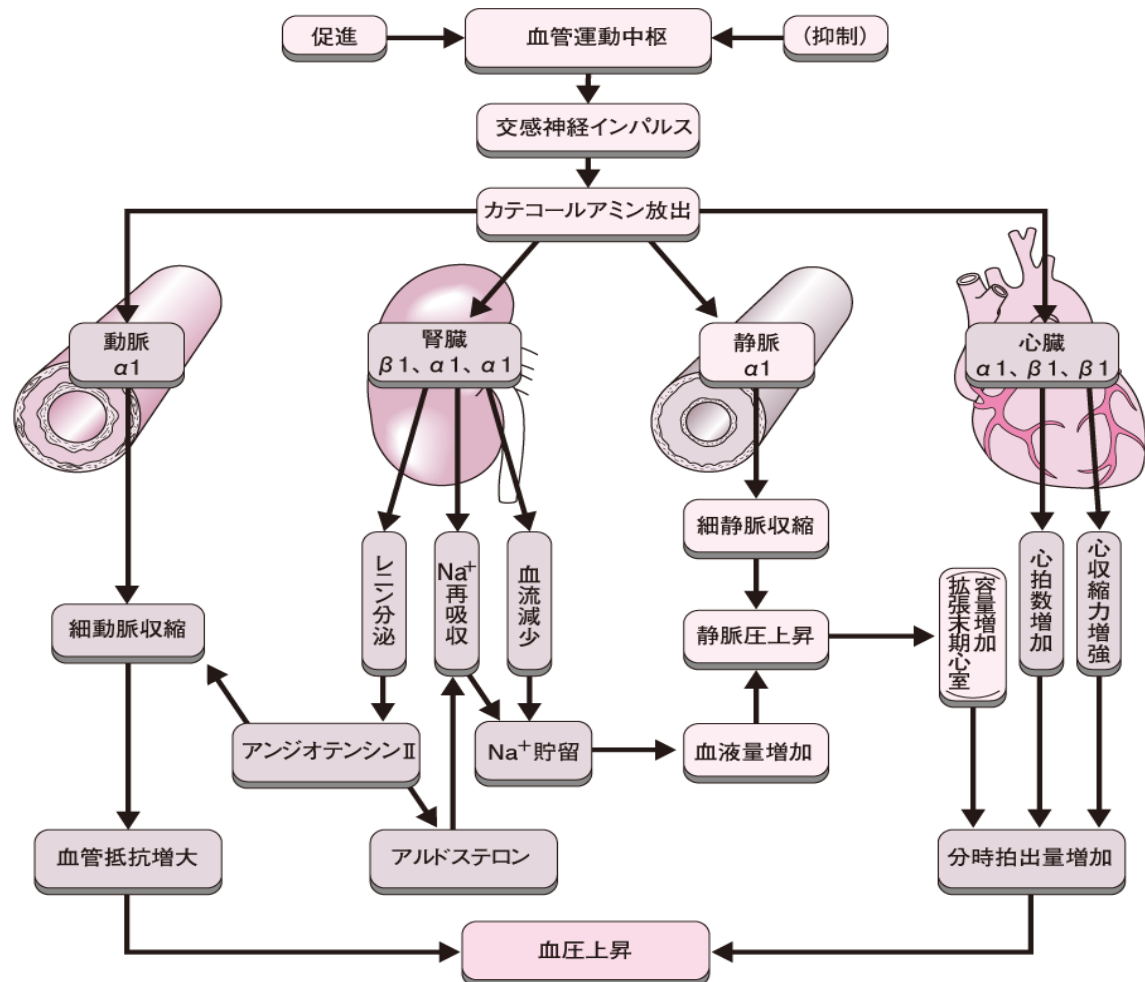 促進
血管運動中枢
(抑制)
交感神経インパルス
カテコールアミン放出
動脈
α1
腎臓
β1、α1、α1
静脈
α1
心臓
α1、β1、β1
細静脈収縮
レニン分泌
Na⁺再吸収
血流減少
拡張末期心室
容量増加
心拍数増加
心収縮力増強
細動脈収縮
静脈圧上昇
アンジオテンシンⅡ
Na⁺貯留
血液量増加
血管抵抗増大
アルドステロン
分時拍出量増加
血圧上昇